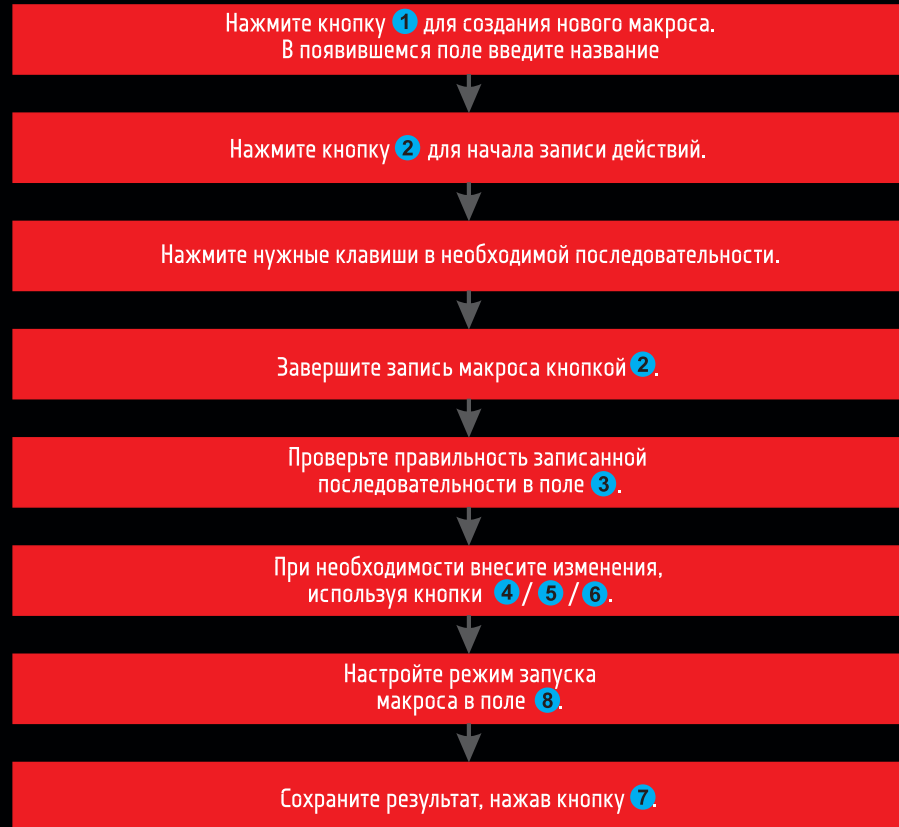 Нажмите кнопку 1 для создания нового макроса.
В появившемся поле введите название
Нажмите кнопку 2 для начала записи действий.
Нажмите нужные клавиши в необходимой последовательности.
Завершите запись макроса кнопкой 2.
Проверьте правильность записанной
последовательности в поле 3.
При необходимости внесите изменения,
используя кнопки 4 / 5 / 6.
Настройте режим запуска
макроса в поле 8.
Сохраните результат, нажав кнопку 7.